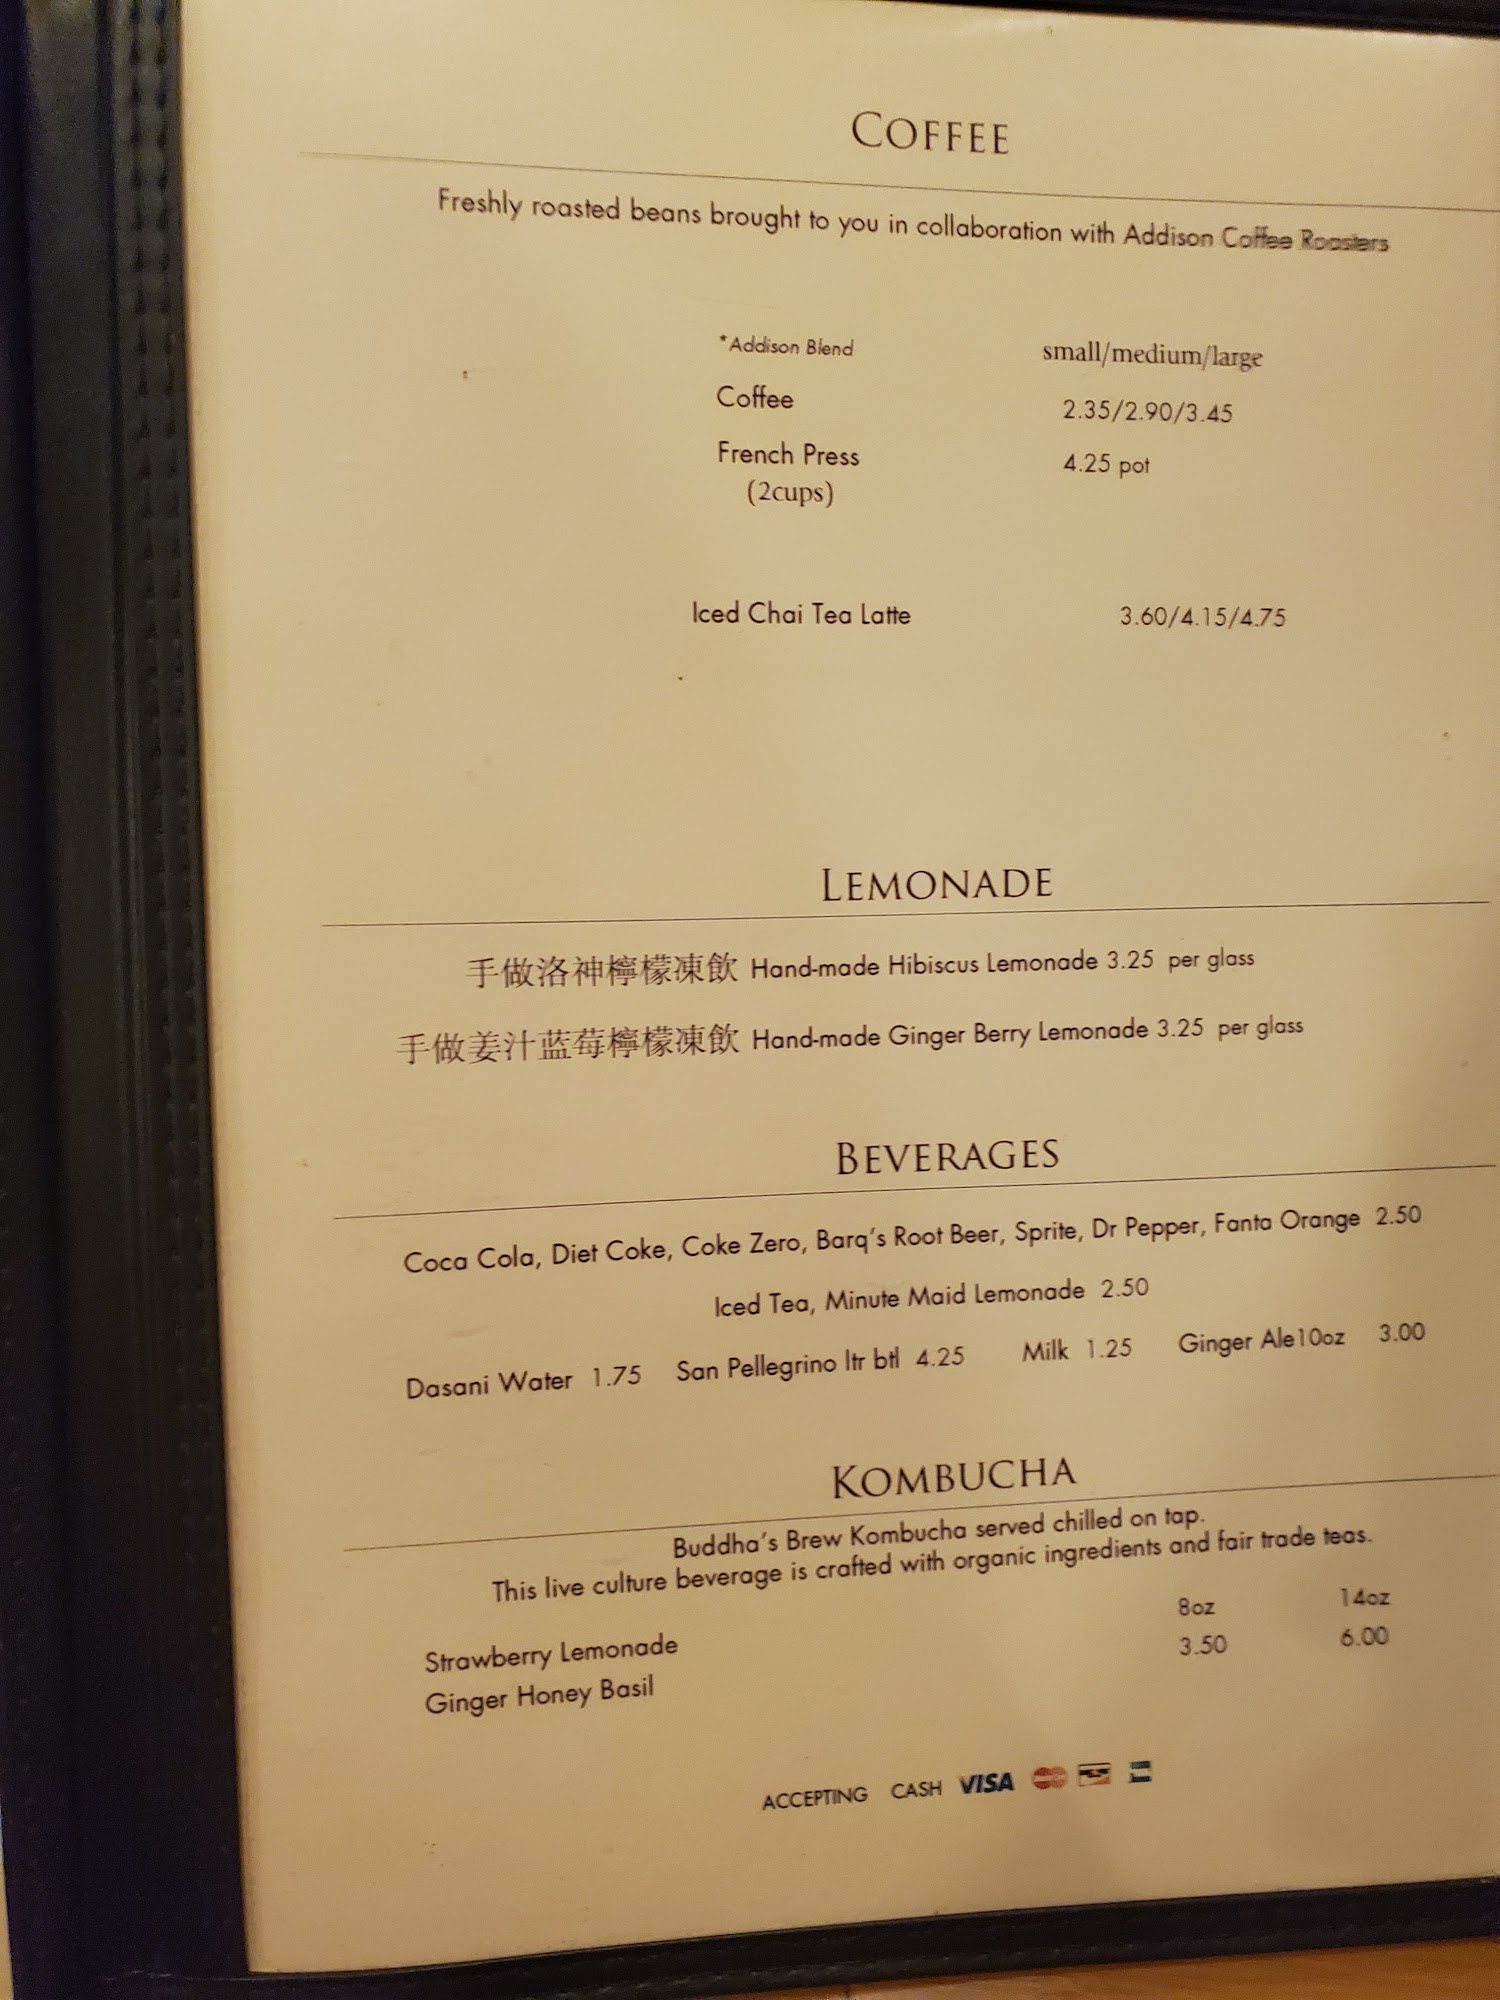 COFFEE
Freshly roasted beans brought to you in collaboration with Addison Coffee Roasters
*Addison Blend small/medium/large
Coffee 2.35/2.90/3.45
French Press 4.25 pot
(2cups)
Iced Chai Tea Latte 3.60/4.15/4.75
LEMONADE
手做洛神檸檬凍飲 Hand-made Hibiscus Lemonade 3.25 per glass
手做姜汁蓝莓檸檬凍飲 Hand-made Ginger Berry Lemonade 3.25 per glass
BEVERAGES
Coca Cola, Diet Coke, Coke Zero, Barq's Root Beer, Sprite, Dr Pepper, Fanta Orange 2.50
Iced Tea, Minute Maid Lemonade 2.50
Dasani Water 1.75 San Pellegrino ltr btl 4.25 Milk 1.25 Ginger Ale10oz 3.00
KOMBUCHA
Buddha's Brew Kombucha served chilled on tap.
This live culture beverage is crafted with organic ingredients and fair trade teas.
8oz 14oz
Strawberry Lemonade 3.50 6.00
Ginger Honey Basil
ACCEPTING CASH VISA